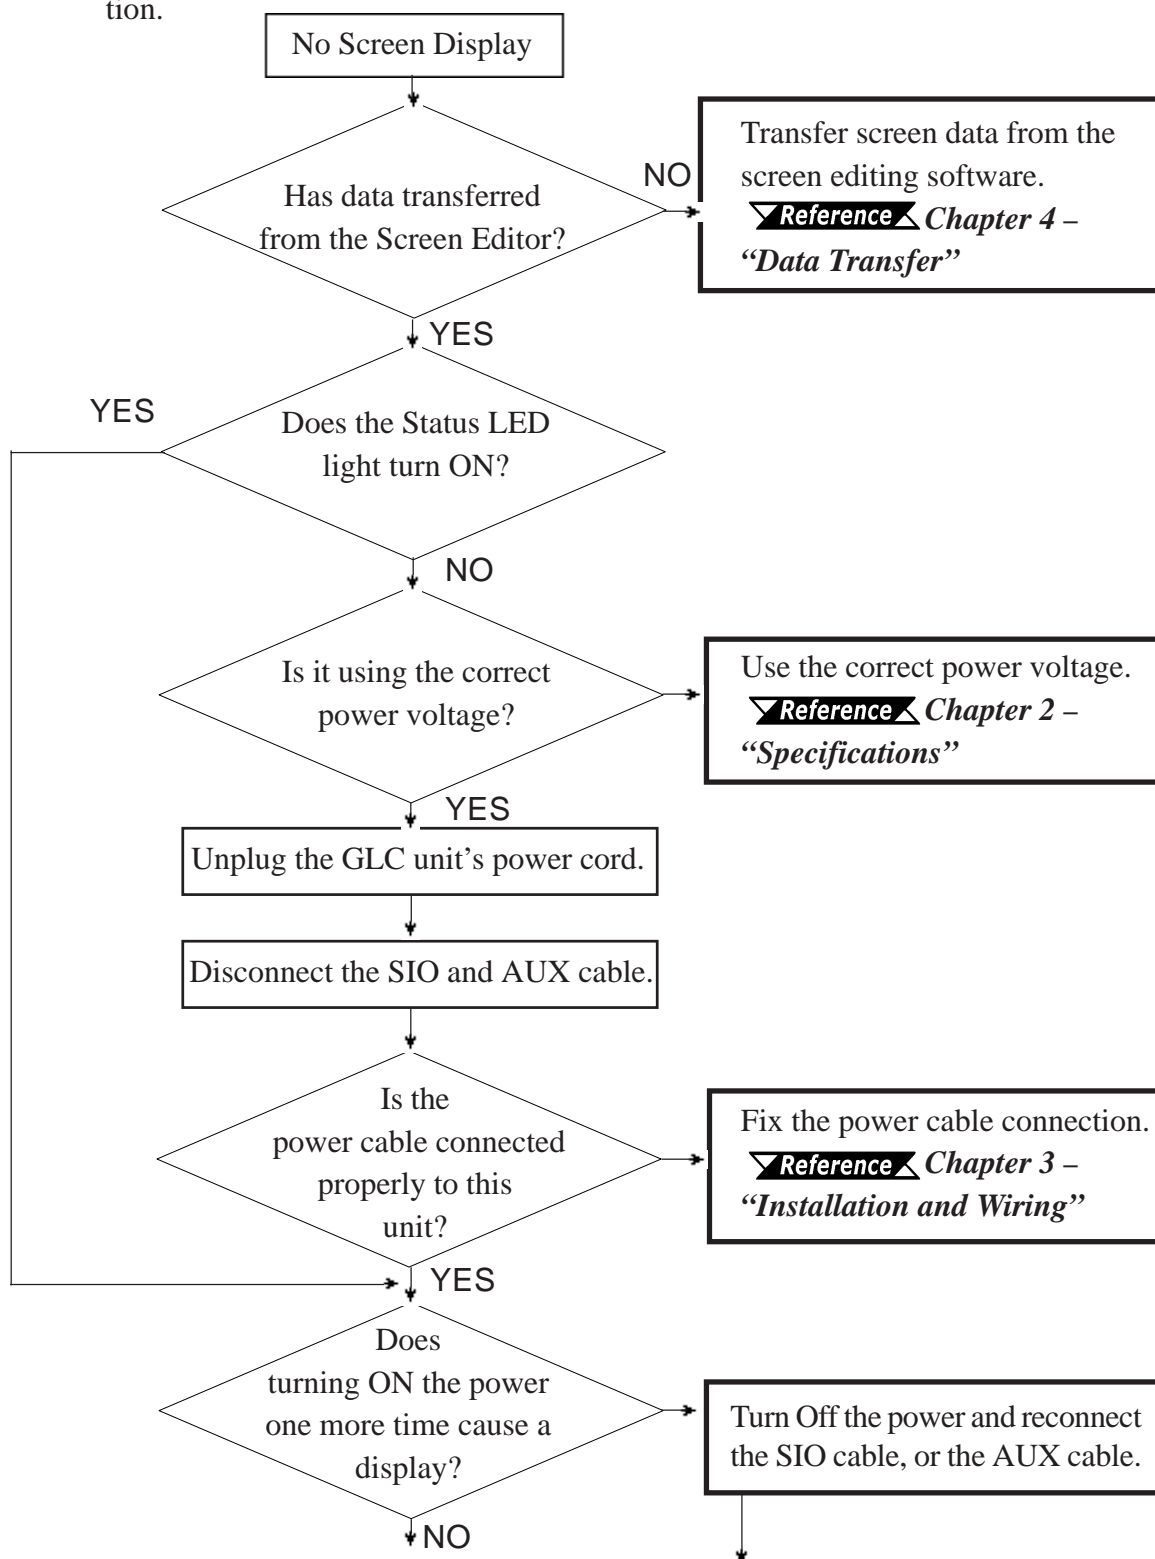 tion.
No Screen Display
Has data transferred
from the Screen Editor?
NO
Transfer screen data from the
screen editing software.
Reference Chapter 4 –
“Data Transfer”
YES
YES
Does the Status LED
light turn ON?
NO
Is it using the correct
power voltage?
Use the correct power voltage.
Reference Chapter 2 –
“Specifications”
YES
Unplug the GLC unit's power cord.
Disconnect the SIO and AUX cable.
Is the
power cable connected
properly to this
unit?
Fix the power cable connection.
Reference Chapter 3 –
“Installation and Wiring”
YES
Does
turning ON the power
one more time cause a
display?
Turn Off the power and reconnect
the SIO cable, or the AUX cable.
NO